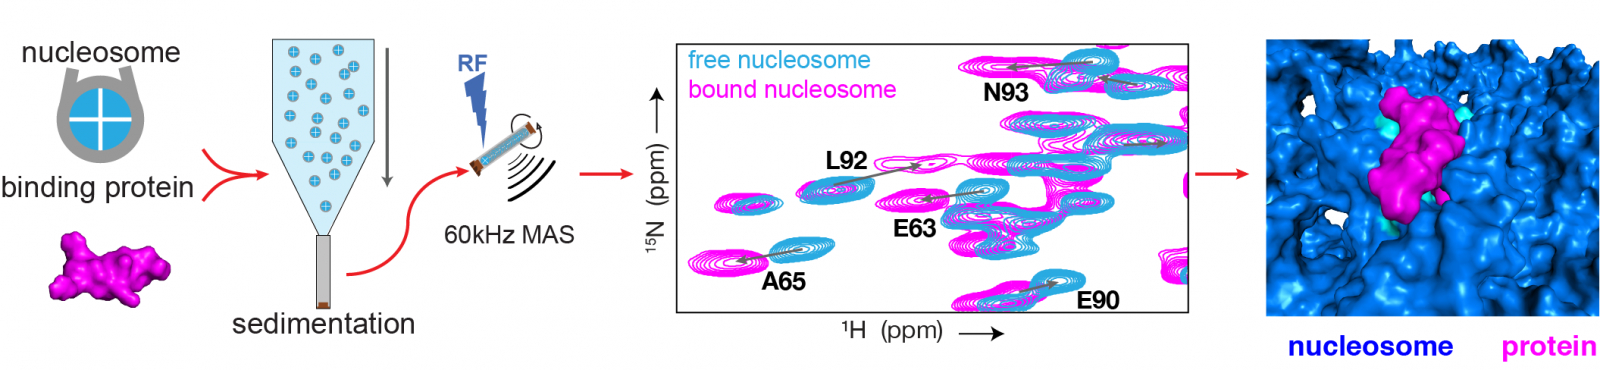 nucleosome
binding protein
sedimentation
RF
60kHz MAS
free nucleosome
bound nucleosome
N93
L92
E63
A65
E90
¹⁵N (ppm)
¹H (ppm)
nucleosome protein